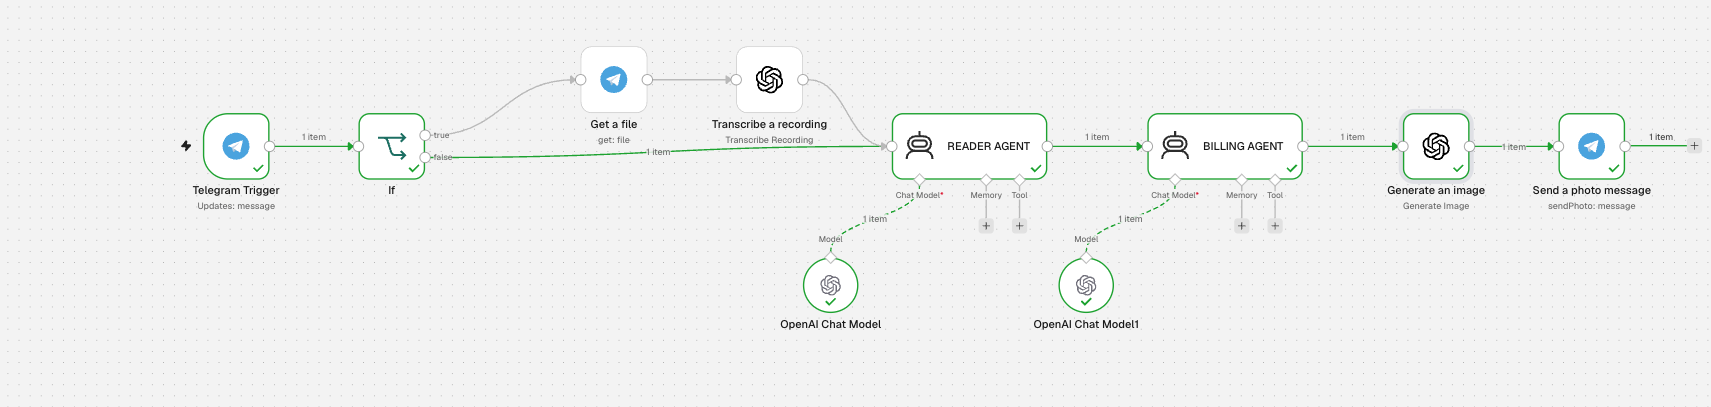 Get a file
get: file
Transcribe a recording
Transcribe Recording
Telegram Trigger
Updates: message
1 item
If
true
false
1 item
READER AGENT
Chat Model*
Memory
Tool
1 item
Model
OpenAI Chat Model
1 item
BILLING AGENT
Chat Model*
Memory
Tool
1 item
Model
OpenAI Chat Model1
1 item
Generate an image
Generate Image
1 item
Send a photo message
sendPhoto: message
1 item